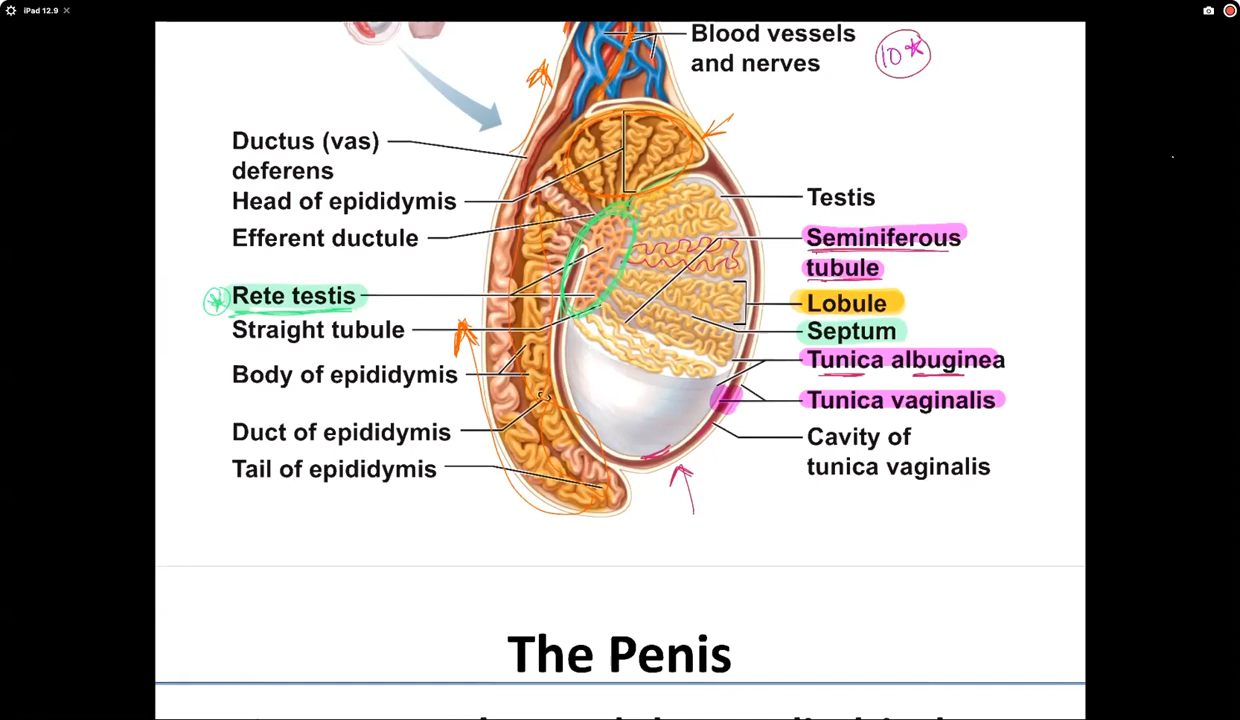 iPad 12.9
Blood vessels
and nerves
10*
Ductus (vas)
deferens
Head of epididymis
Efferent ductule
Rete testis
Straight tubule
Body of epididymis
Duct of epididymis
Tail of epididymis
Testis
Seminiferous
tubule
Lobule
Septum
Tunica albuginea
Tunica vaginalis
Cavity of
tunica vaginalis
The Penis